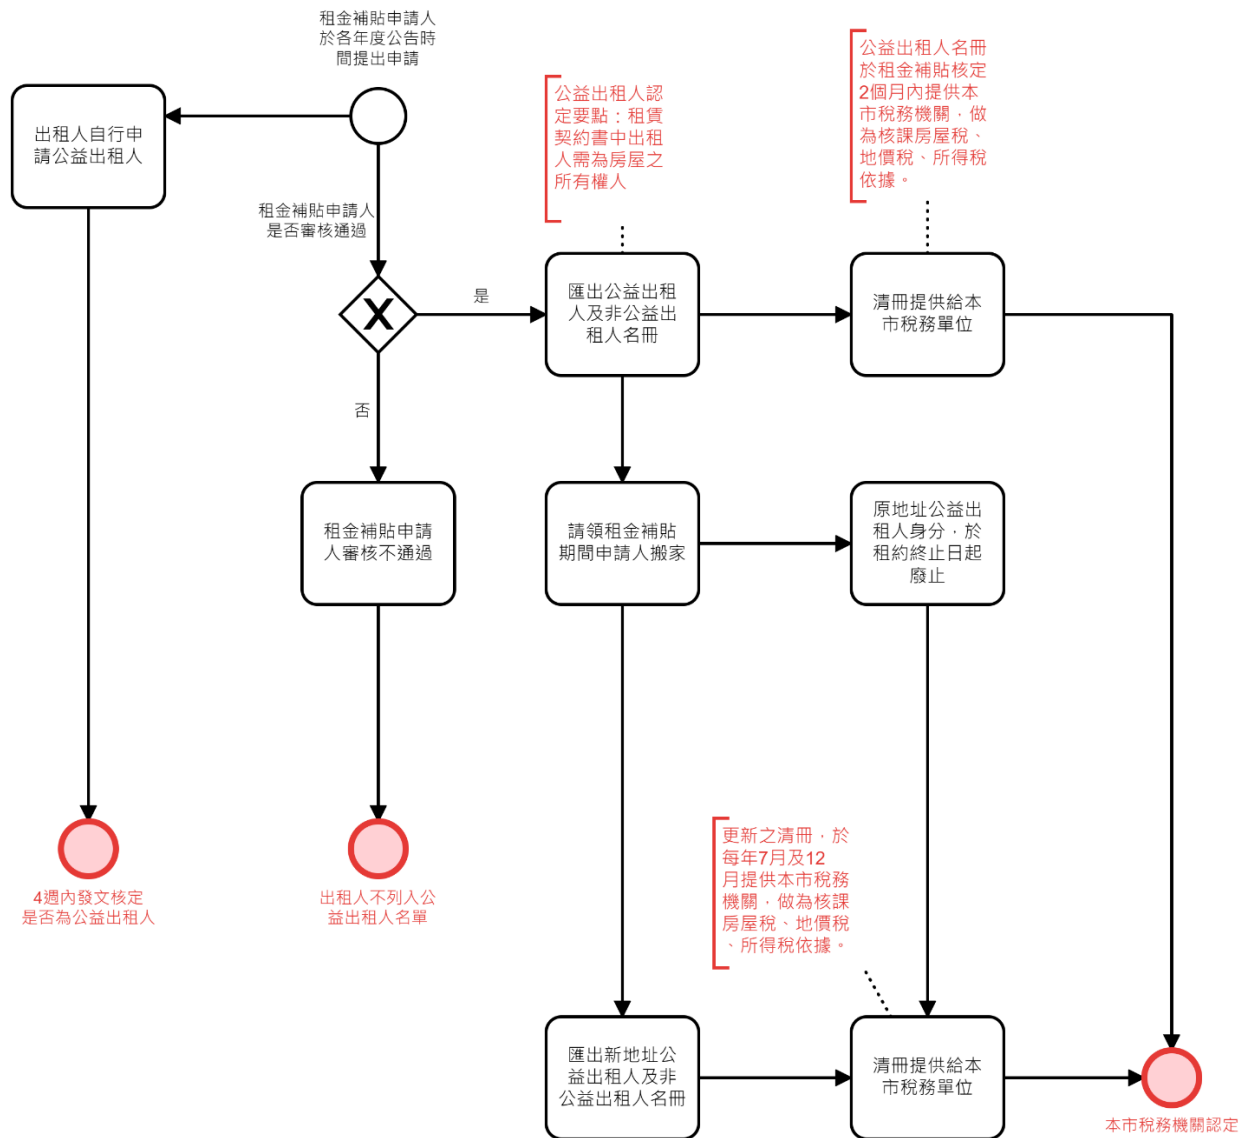 租金補貼申請人
於各年度公告時
間提出申請
出租人自行申
請公益出租人
公益出租人認
定要點：租賃
契約書中出租
人需為房屋之
所有權人
公益出租人名冊
於租金補貼核定
2個月內提供本
市稅務機關，做
為核課房屋稅、
地價稅、所得稅
依據。
租金補貼申請人
是否審核通過
是
匯出公益出租
人及非公益出
租人名冊
清冊提供給本
市稅務單位
否
租金補貼申請
人審核不通過
請領租金補貼
期間申請人搬家
原地址公益出
租人身分，於
租約終止日起
廢止
4週內發文核定
是否為公益出租人
出租人不列入公
益出租人名單
更新之清冊，於
每年7月及12
月提供本市稅務
機關，做為核課
房屋稅、地價稅
、所得稅依據。
匯出新地址公
益出租人及非
公益出租人名冊
清冊提供給本
市稅務單位
本市稅務機關認定